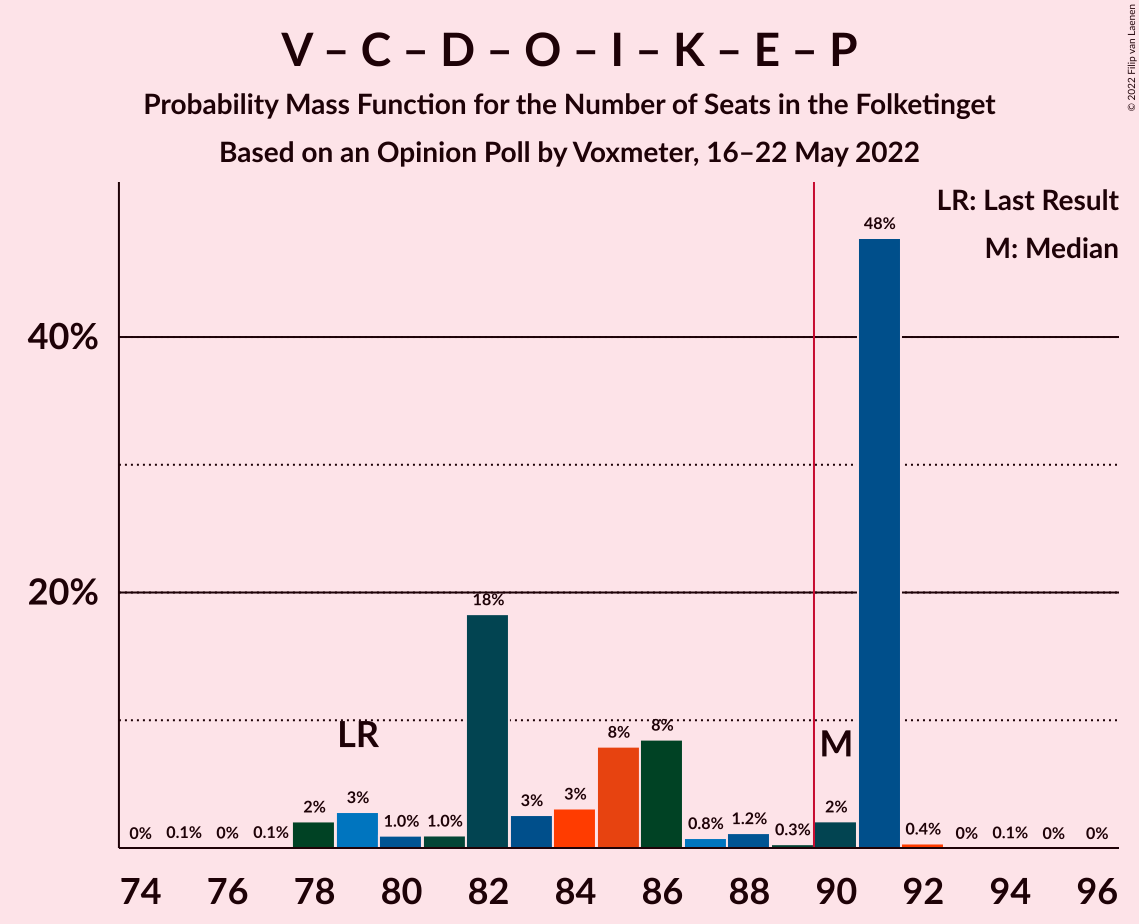 V – C – D – O – I – K – E – P
Probability Mass Function for the Number of Seats in the Folketinget
Based on an Opinion Poll by Voxmeter, 16–22 May 2022
© 2022 Filip van Laenen
LR: Last Result
M: Median
40%
20%
0%
0.1%
0%
0.1%
2%
3%
1.0%
1.0%
18%
3%
3%
8%
8%
0.8%
1.2%
0.3%
2%
48%
0.4%
0%
0.1%
0%
0%
LR
M
74 76 78 80 82 84 86 88 90 92 94 96